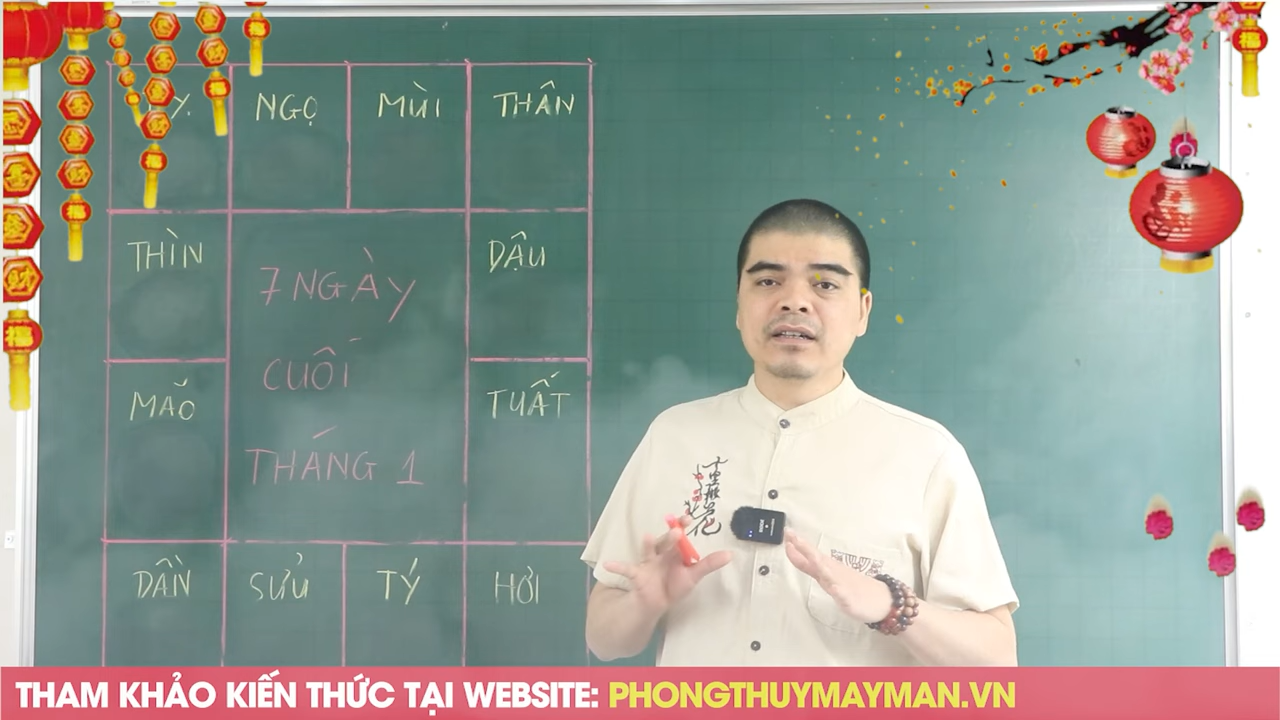 NGỌ
MÙI
THÂN
THÌN
DẬU
7 NGÀY
CUỐI
THÁNG 1
MÃO
TUẤT
DẦN
SỬU
TÝ
HỢI
THAM KHẢO KIẾN THỨC TẠI WEBSITE: PHONGTHUYMAYMAN.VN